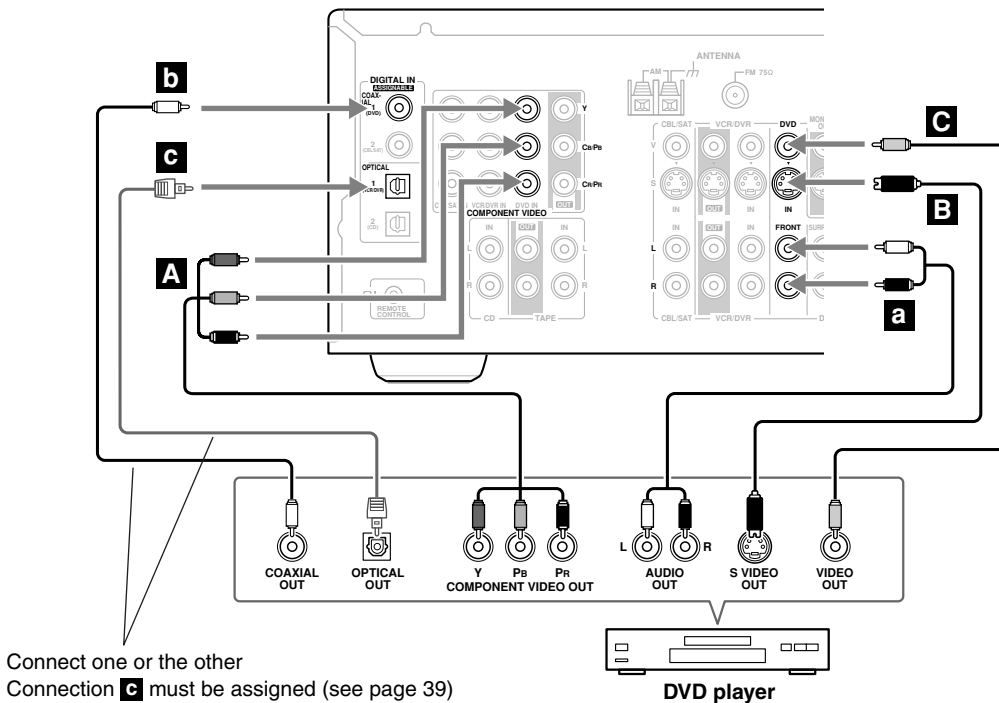 ANTENNA
AM
FM 75Ω
b
DIGITAL IN
ASSIGNABLE
COAX-
IAL
1
(DVD)
2
(CBL/SAT)
c
OPTICAL
1
(VCR/DVR)
2
(CD)
Y
CB/PB
CR/PR
VCR/DVR IN
DVD IN
OUT
COMPONENT VIDEO
CBL/SAT
VCR/DVR
DVD
V
S
C
B
IN
OUT
IN
IN
IN
OUT
IN
IN
OUT
IN
FRONT
L
L
L
R
R
R
A
REMOTE
CONTROL
CD
TAPE
CBL/SAT
VCR/DVR
D
a
L
R
COAXIAL
OUT
OPTICAL
OUT
Y
PB
PR
COMPONENT VIDEO OUT
AUDIO
OUT
S VIDEO
OUT
VIDEO
OUT
Connect one or the other
Connection c must be assigned (see page 39)
DVD player